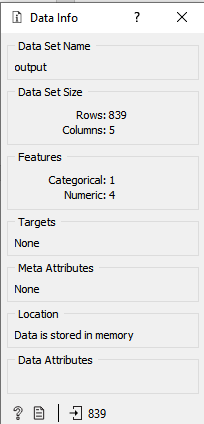 Data Info ?
Data Set Name
output
Data Set Size
Rows: 839
Columns: 5
Features
Categorical: 1
Numeric: 4
Targets
None
Meta Attributes
None
Location
Data is stored in memory
Data Attributes
? 839